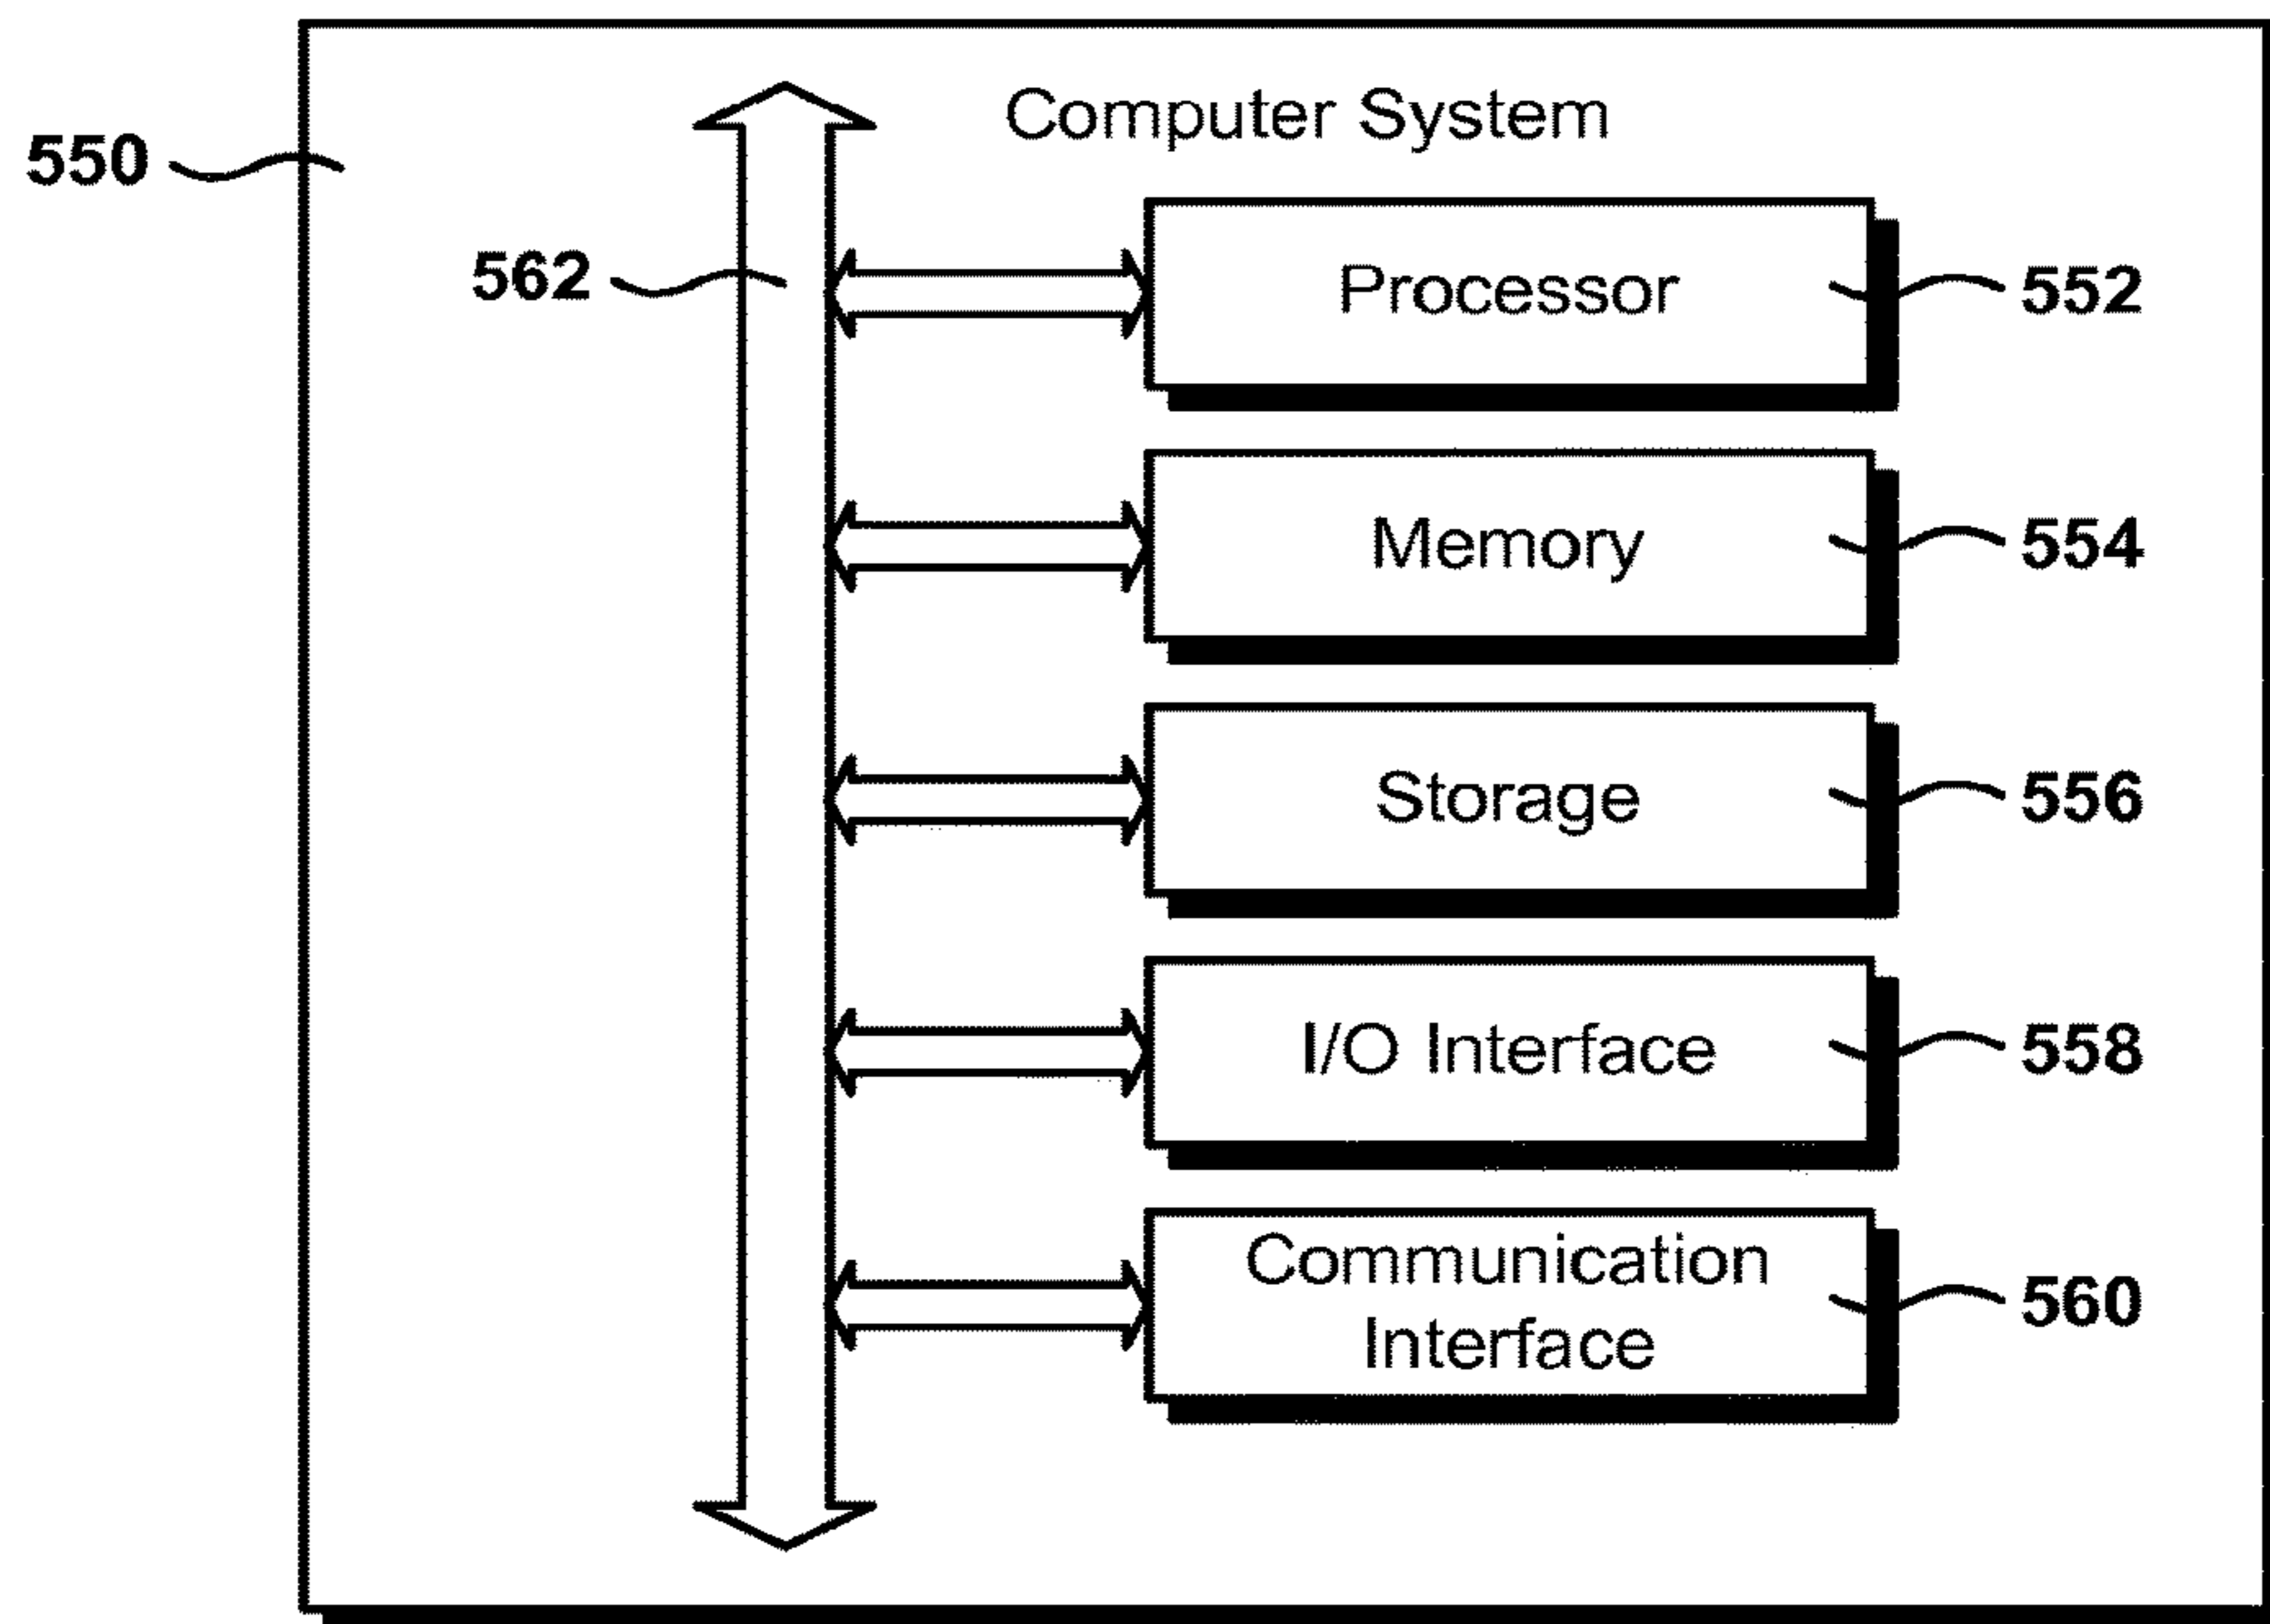 Computer System
550
562
Processor
552
Memory
554
Storage
556
I/O Interface
558
Communication
Interface
560